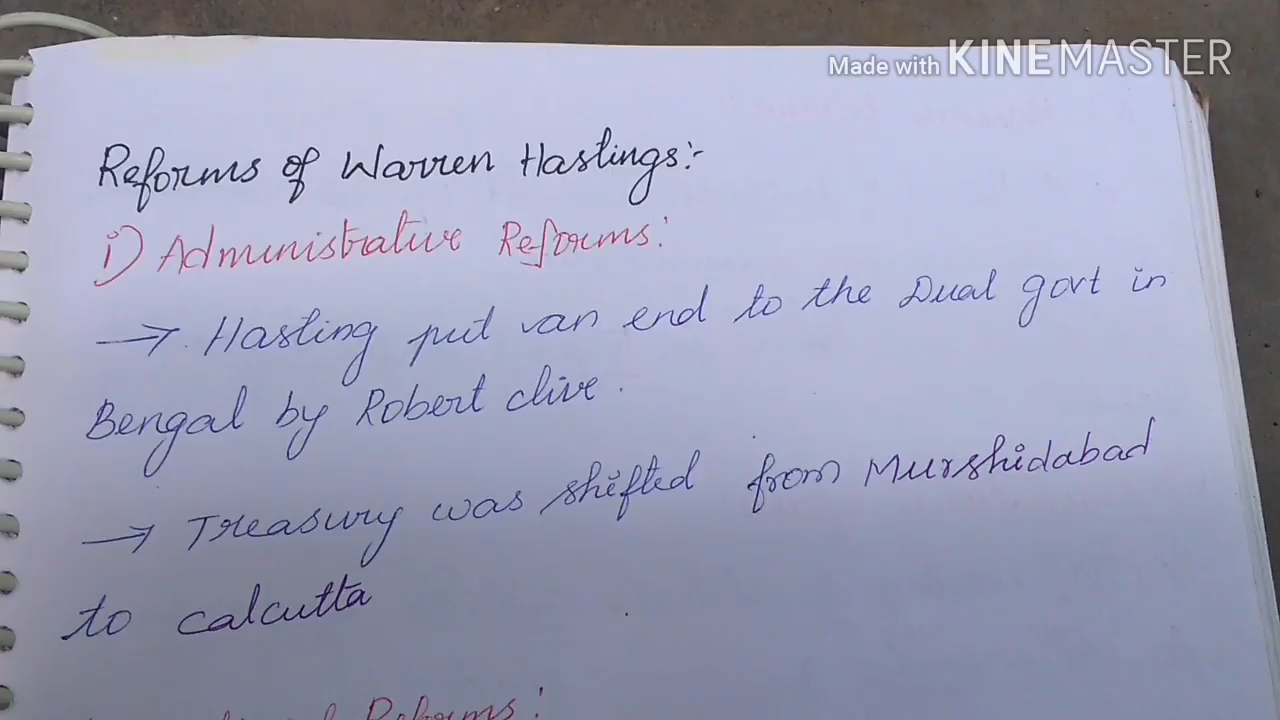 Made with KINEMASTER
Reforms of Warren Hastings:-
i) Administrative Reforms:
→ Hasting put an end to the Dual govt in
Bengal by Robert clive.
→ Treasury was shifted from Murshidabad
to calcutta
Reforms: